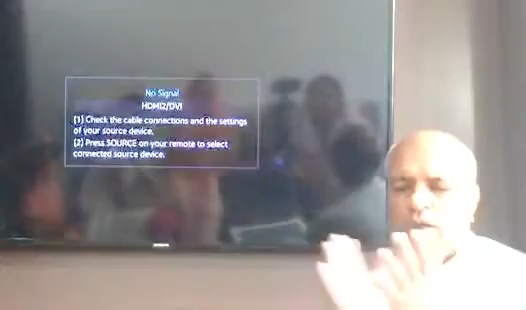 No Signal
HDMI2/DVI
[1] Check the cable connections and the settings
of your source device.
[2] Press SOURCE on your remote to select
connected source device.